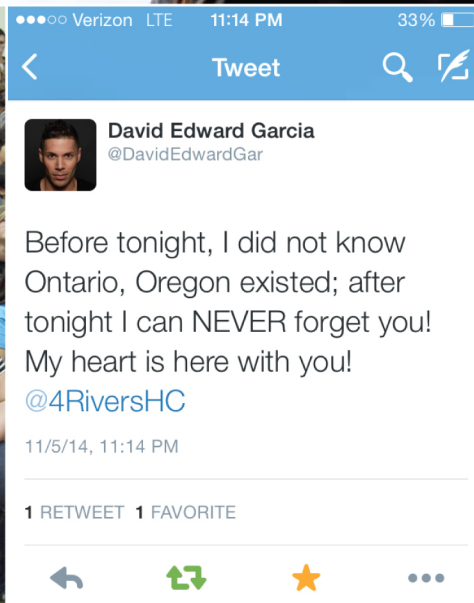 Verizon LTE 11:14 PM 33%
Tweet
David Edward Garcia
@DavidEdwardGar
Before tonight, I did not know
Ontario, Oregon existed; after
tonight I can NEVER forget you!
My heart is here with you!
@4RiversHC
11/5/14, 11:14 PM
1 RETWEET 1 FAVORITE